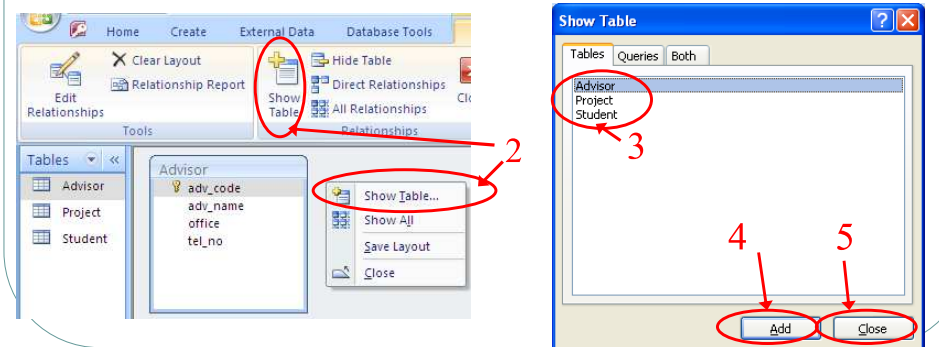 Home Create External Data Database Tools
Clear Layout
Relationship Report
Edit
Relationships
Tools
Show
Table
Hide Table
Direct Relationships
All Relationships
Relationships
2
Tables
Advisor
Project
Student
Advisor
adv_code
adv_name
office
tel_no
Show Table...
Show All
Save Layout
Close
Show Table
Tables Queries Both
Advisor
Project
Student
3
4 5
Add Close